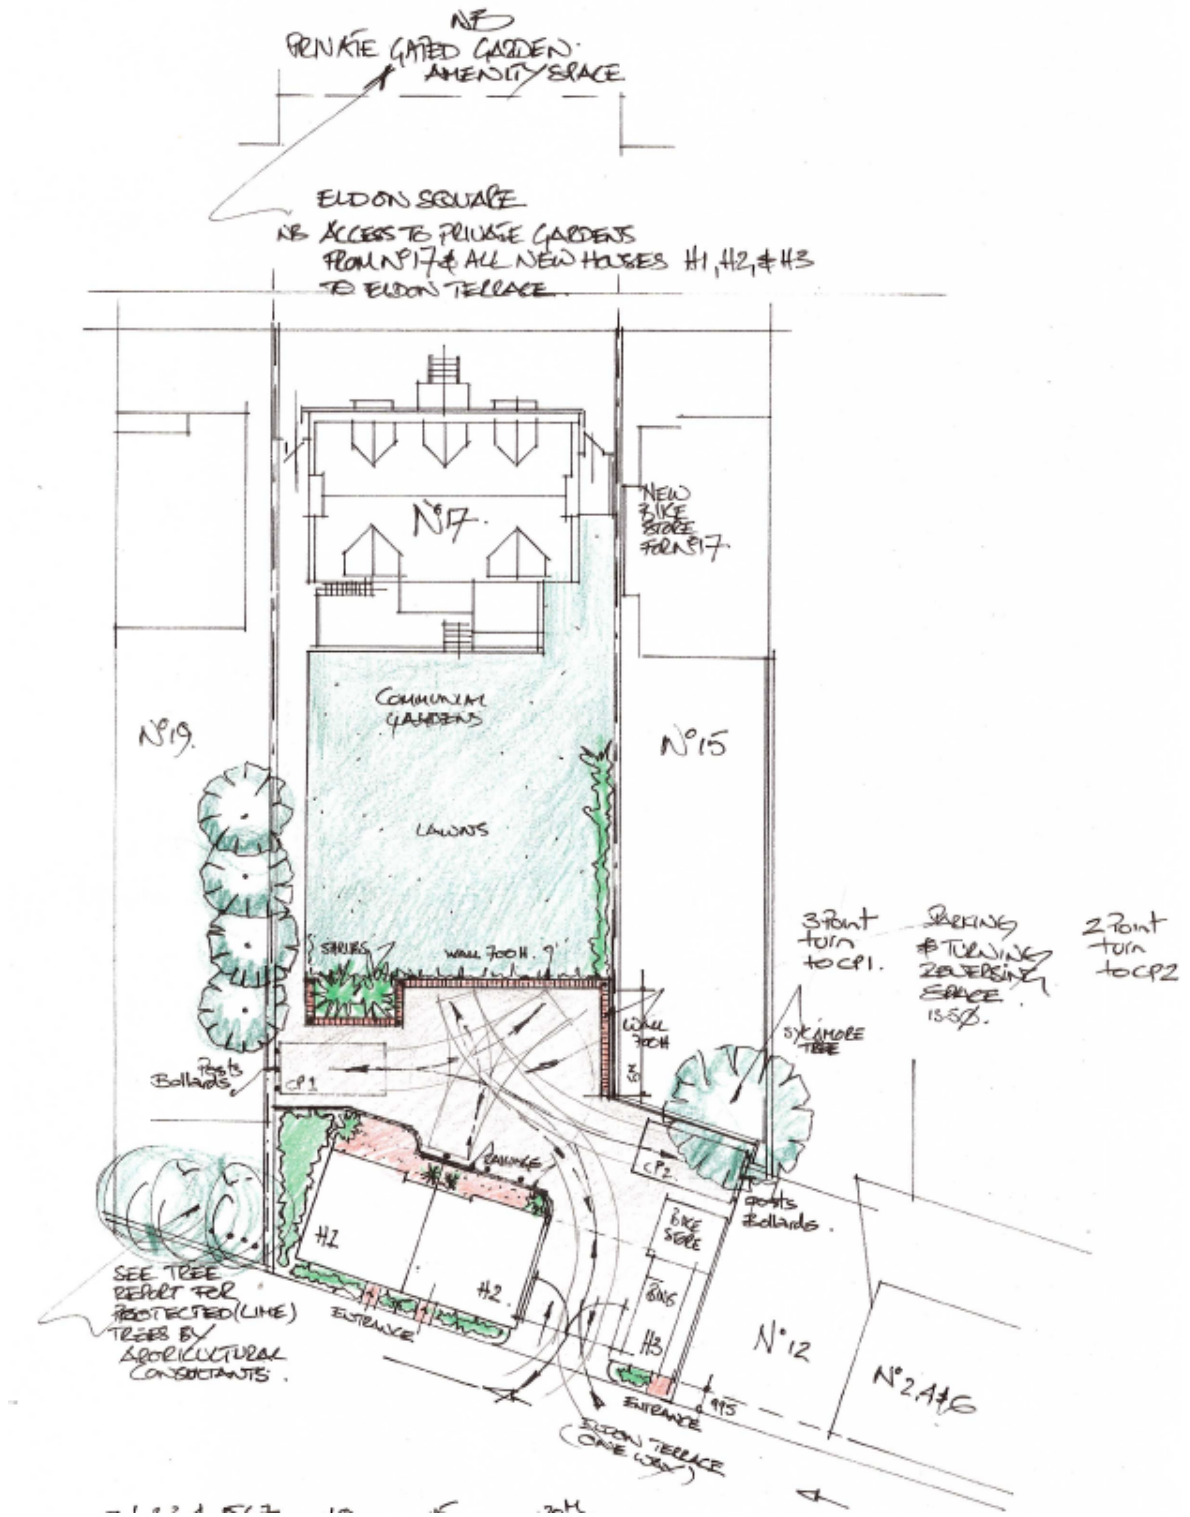 NB
PRIVATE GATED GARDEN.
AMENITY SPACE
ELDON SQUARE
NB ACCESS TO PRIVATE GARDENS
FROM Nº17 & ALL NEW HOUSES H1, H2, & H3
TO ELDON TERRACE.
Nº17.
NEW
BIKE
STORE
FOR Nº17.
COMMUNAL
GARDENS
Nº19.
Nº15
LAWNS
SHRUBS
WALL 700H.
3 Point
turn
to CP1.
PARKING
& TURNING
REVERSING
SPACE
2 Point
turn
to CP2
SYCAMORE
TREE
WALL
700H
5M
Posts
Bollards
CP1
CP2
RAILINGS
posts
Bollards.
BIKE
STORE
BINS
H1
H2.
H3
ENTRANCE
SEE TREE
REPORT FOR
PROTECTED (LIME)
TREES BY
AGORICULTURAL
CONSULTANTS.
Nº12
Nº2,4&6
ENTRANCE
995
ELDON TERRACE
(ONE WAY)